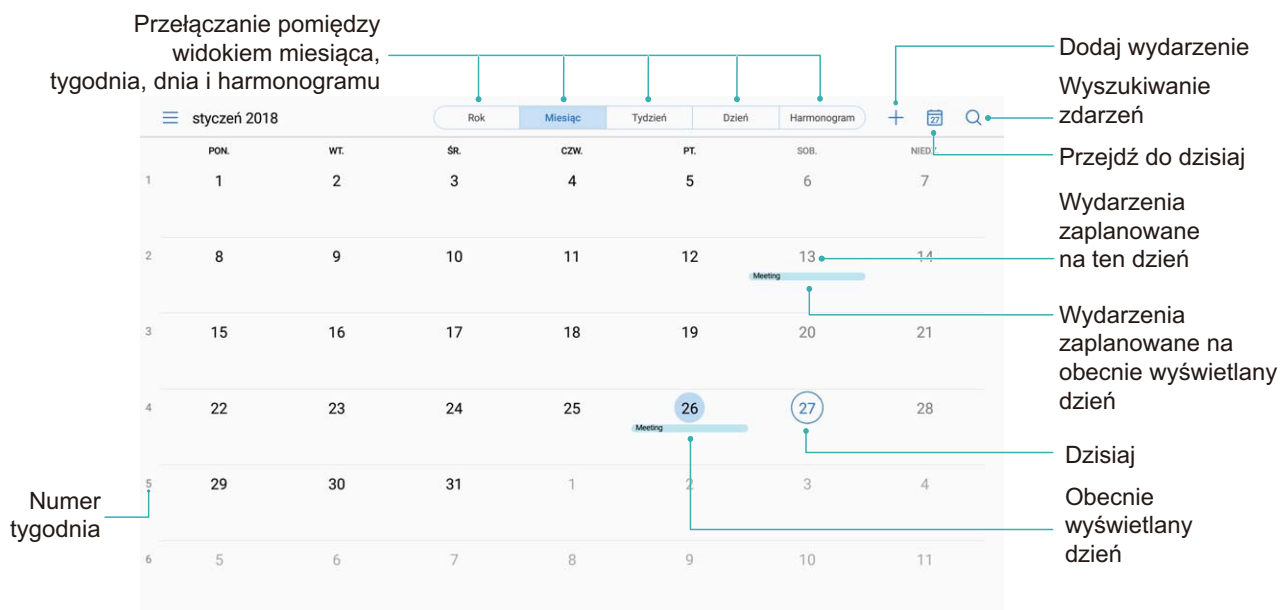 Przełączanie pomiędzy
widokiem miesiąca,
tygodnia, dnia i harmonogramu
Dodaj wydarzenie
Wyszukiwanie
zdarzeń
Przejdź do dzisiaj
Wydarzenia
zaplanowane
na ten dzień
Wydarzenia
zaplanowane na
obecnie wyświetlany
dzień
Dzisiaj
Obecnie
wyświetlany
dzień
Numer
tygodnia
styczeń 2018 Rok Miesiąc Tydzień Dzień Harmonogram 27
PON. WT. ŚR. CZW. PT. SOB. NIEDZ.
1 1 2 3 4 5 6 7
2 8 9 10 11 12 13 14
Meeting
3 15 16 17 18 19 20 21
4 22 23 24 25 26 27 28
Meeting
5 29 30 31 1 2 3 4
6 5 6 7 8 9 10 11